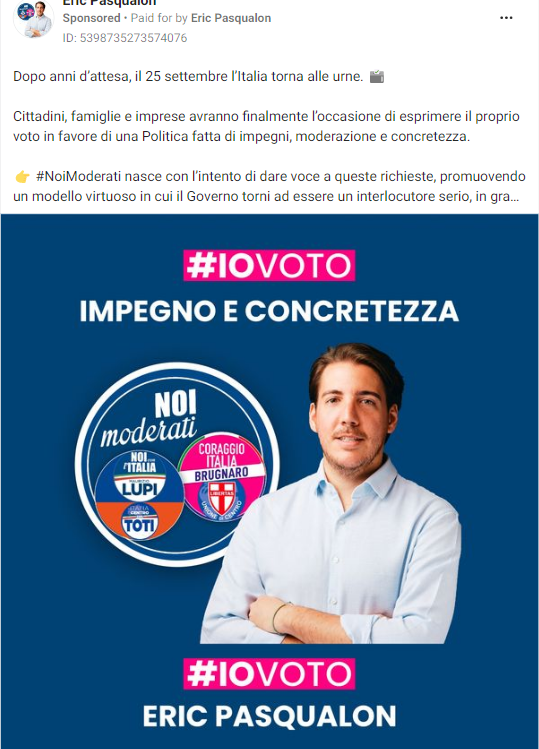 Eric Pasqualon
Sponsored • Paid for by Eric Pasqualon
ID: 5398735273574076
Dopo anni d'attesa, il 25 settembre l'Italia torna alle urne. 🗳
Cittadini, famiglie e imprese avranno finalmente l'occasione di esprimere il proprio
voto in favore di una Politica fatta di impegni, moderazione e concretezza.
👉 #NoiModerati nasce con l'intento di dare voce a queste richieste, promuovendo
un modello virtuoso in cui il Governo torni ad essere un interlocutore serio, in gra...
#IOVOTO
IMPEGNO E CONCRETEZZA
NOI
moderati
NOI
L'ITALIA
LUPI
ITALIA
CENTRO
TOTI
CORAGGIO
ITALIA
BRUGNARO
LIBERTAS
UNIONE DI CENTRO
#IOVOTO
ERIC PASQUALON